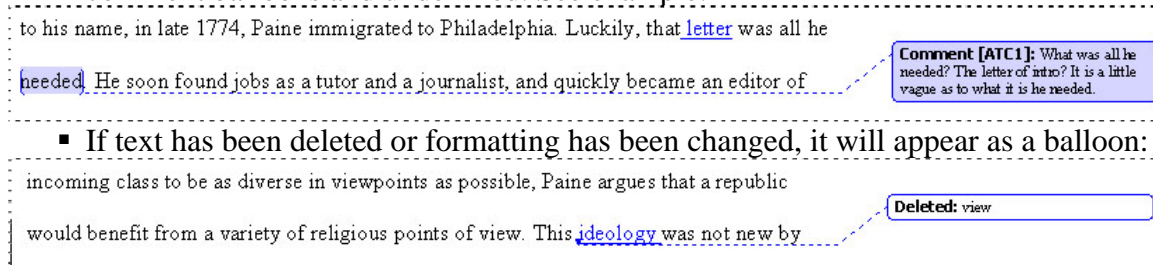 to his name, in late 1774, Paine immigrated to Philadelphia. Luckily, that letter was all he
needed. He soon found jobs as a tutor and a journalist, and quickly became an editor of
Comment [ATC1]: What was all he
needed? The letter of intro? It is a little
vague as to what it is he needed.
▪ If text has been deleted or formatting has been changed, it will appear as a balloon:
incoming class to be as diverse in viewpoints as possible, Paine argues that a republic
would benefit from a variety of religious points of view. This ideology was not new by
Deleted: view